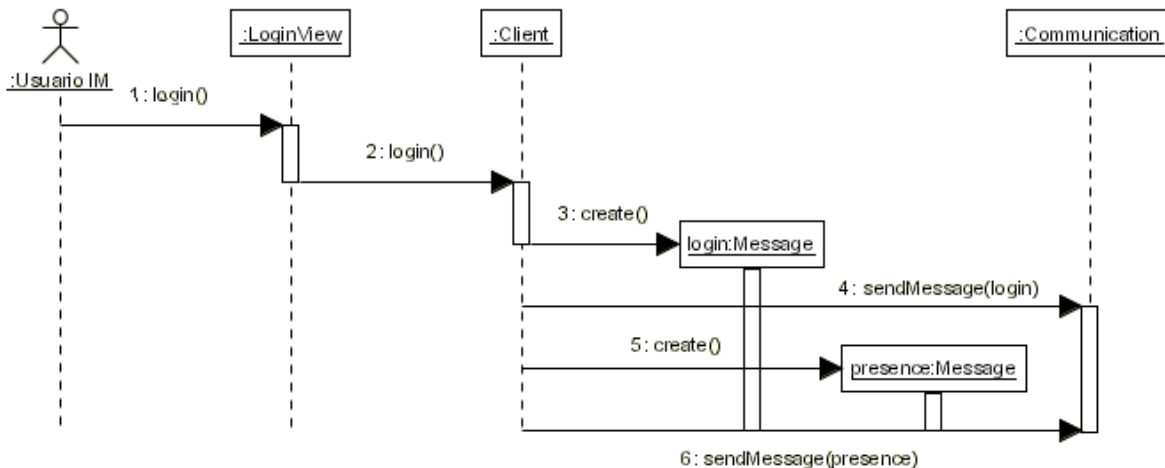 :LoginView
:Client
:Communication
:Usuario IM
1: login()
2: login()
3: create()
login:Message
4: sendMessage(login)
5: create()
presence:Message
6: sendMessage(presence)